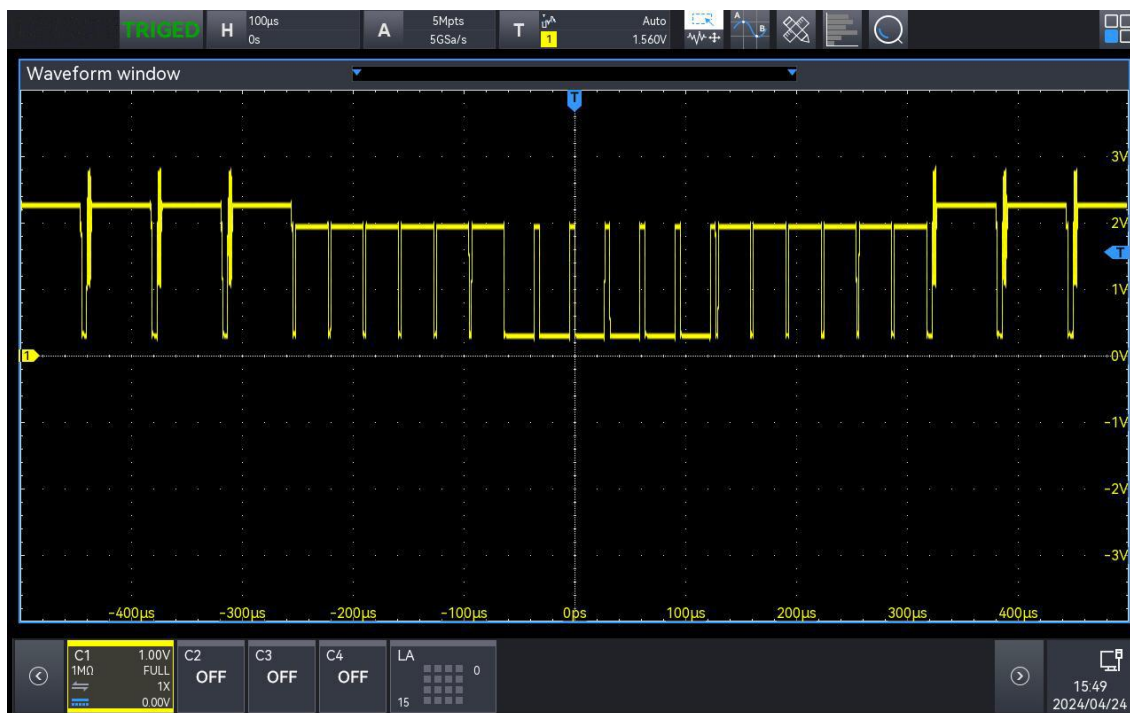 TRIGED H 100μs 0s A 5Mpts 5GSa/s T 1 Auto 1.560V A B
Waveform window
T
3V
2V
T
1V
1 0V
-1V
-2V
-3V
-400μs -300μs -200μs -100μs 0ps 100μs 200μs 300μs 400μs
C1 1.00V C2 C3 C4 LA
1MΩ FULL OFF OFF OFF 0
1X
0.00V 15
15:49
2024/04/24